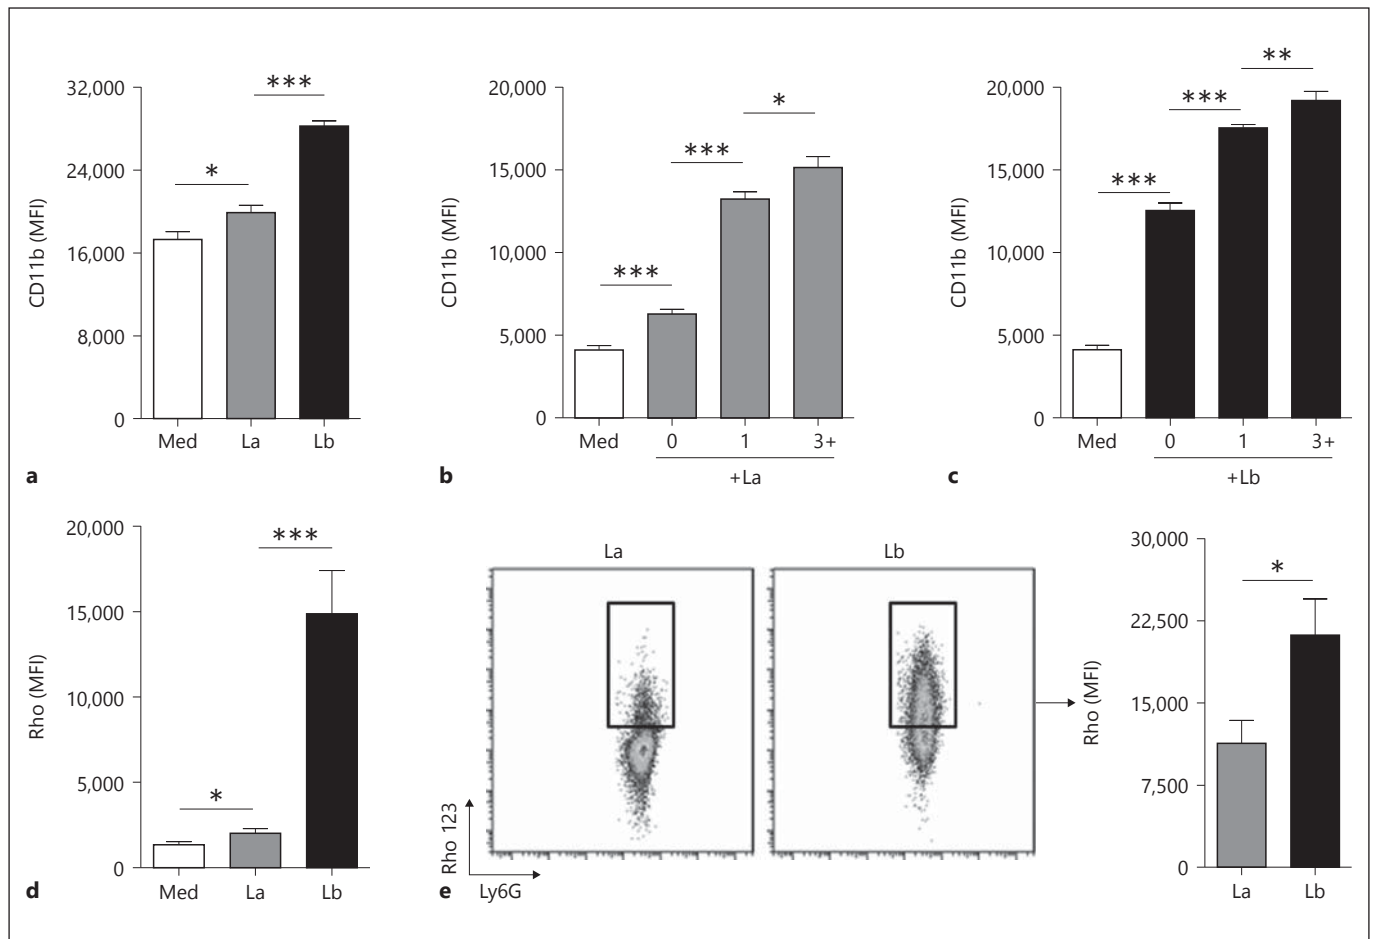 32,000
24,000
16,000
8,000
0
CD11b (MFI)
*
***
Med La Lb
a
20,000
15,000
10,000
5,000
0
CD11b (MFI)
***
***
*
Med 0 1 3+
+La
b
20,000
15,000
10,000
5,000
0
CD11b (MFI)
***
***
**
Med 0 1 3+
+Lb
c
20,000
15,000
10,000
5,000
0
Rho (MFI)
*
***
Med La Lb
d
La
Lb
Rho 123
Ly6G
e
30,000
22,500
15,000
7,500
0
Rho (MFI)
*
La Lb